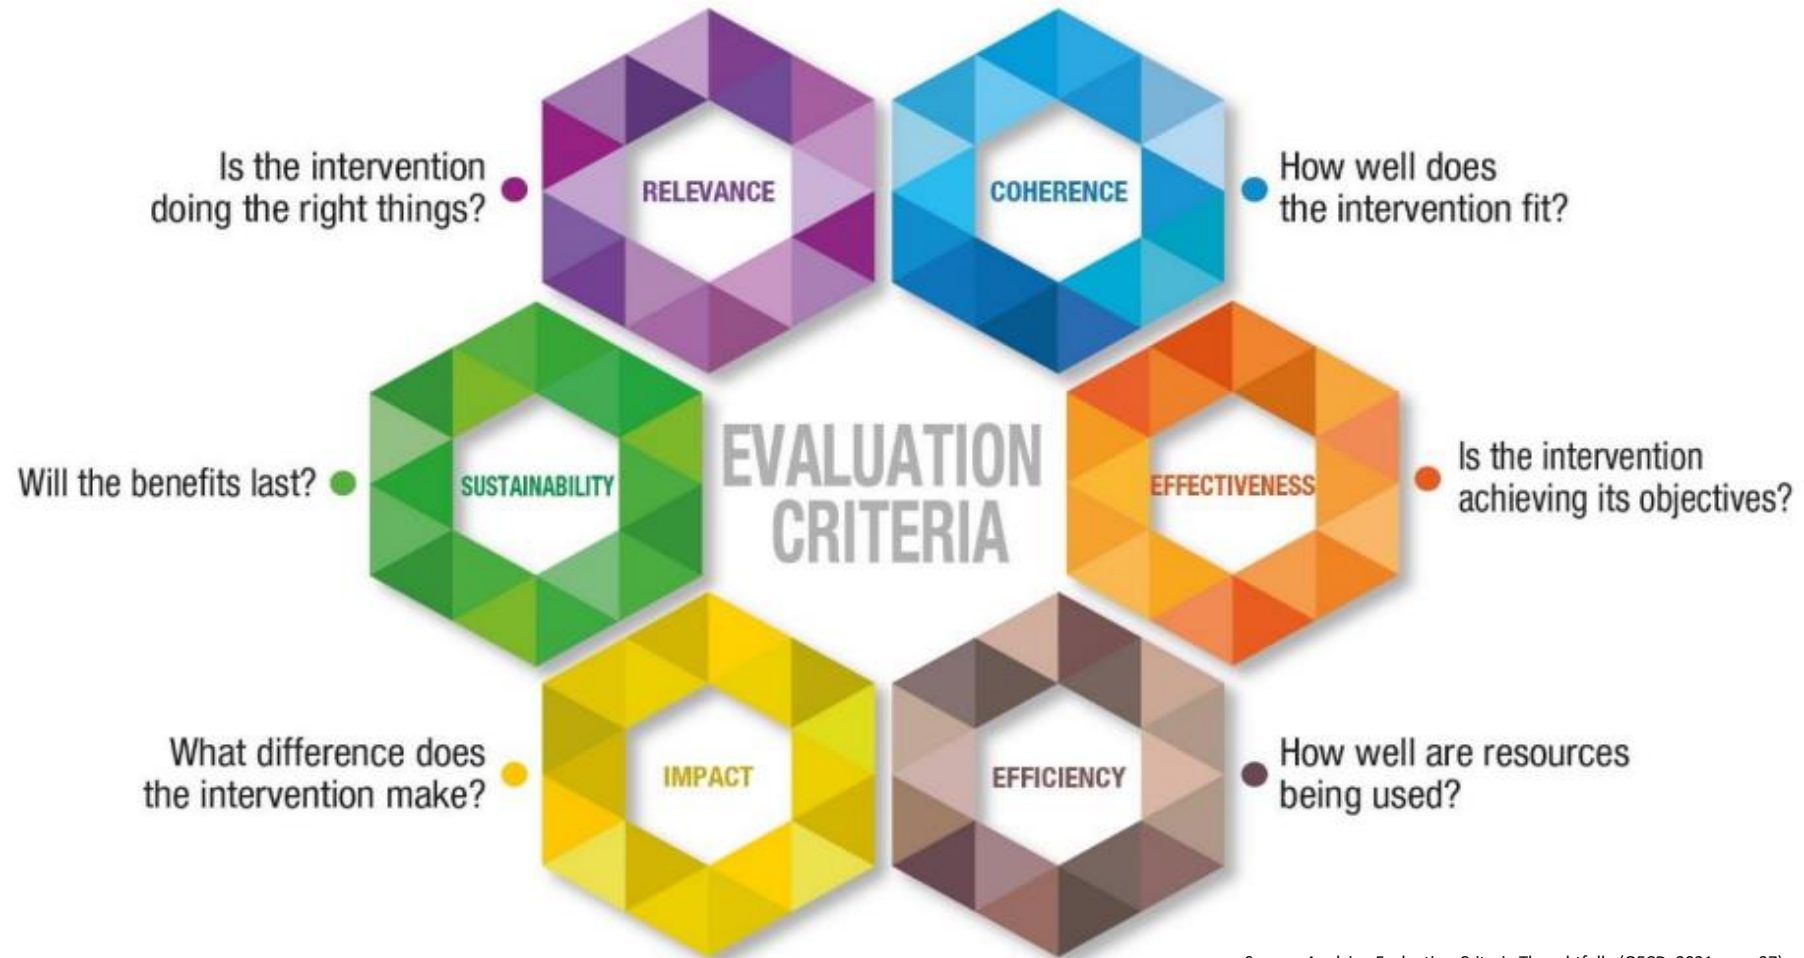 Is the intervention
doing the right things?
RELEVANCE
COHERENCE
How well does
the intervention fit?
Will the benefits last?
SUSTAINABILITY
EVALUATION
CRITERIA
EFFECTIVENESS
Is the intervention
achieving its objectives?
What difference does
the intervention make?
IMPACT
EFFICIENCY
How well are resources
being used?